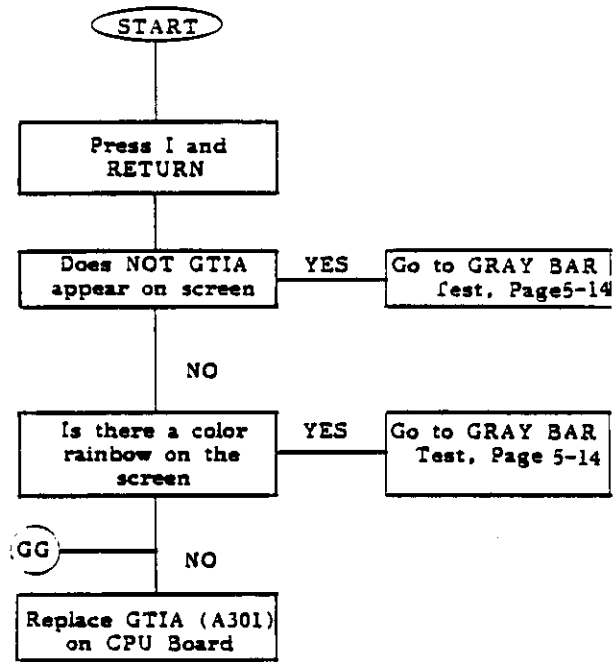 START
Press I and
RETURN
Does NOT GTIA
appear on screen
YES
Go to GRAY BAR
Test, Page5-14
NO
Is there a color
rainbow on the
screen
YES
Go to GRAY BAR
Test, Page 5-14
GG
NO
Replace GTIA (A301)
on CPU Board